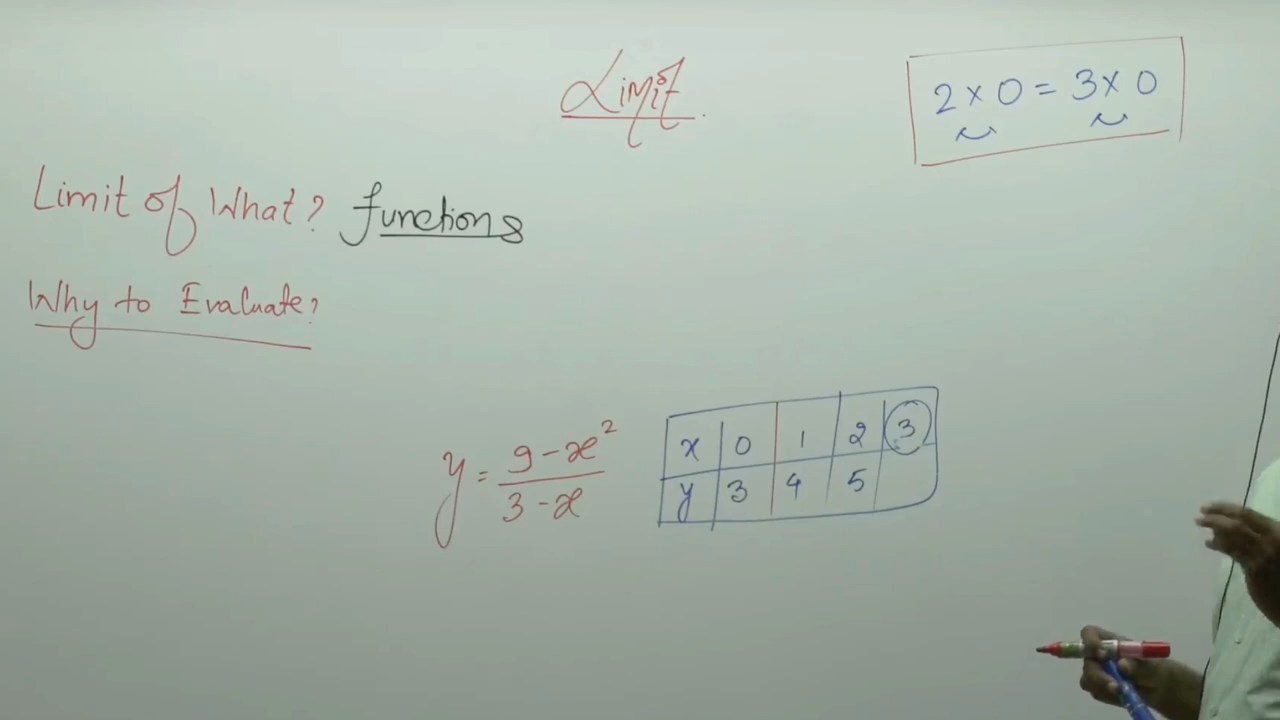 Limit
2 × 0 = 3 × 0
Limit of What? functions
Why to Evaluate?
y = 9 - x² / 3 - x
x 0 1 2 3
y 3 4 5